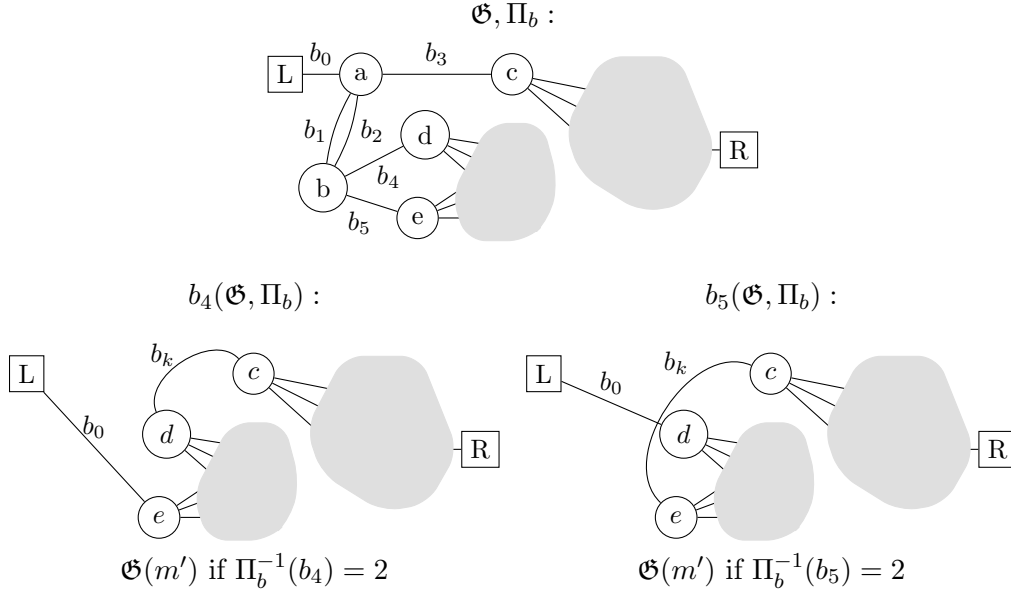 𝕲, Π_b :
L b_0 a b_3 c
b_1 b_2 d
R
b b_4
b_5 e
b_4(𝕲, Π_b) : b_5(𝕲, Π_b) :
L b_k c L b_0 b_k c
b_0 d d
R R
e e
𝕲(m′) if Π_b^{-1}(b_4) = 2 𝕲(m′) if Π_b^{-1}(b_5) = 2